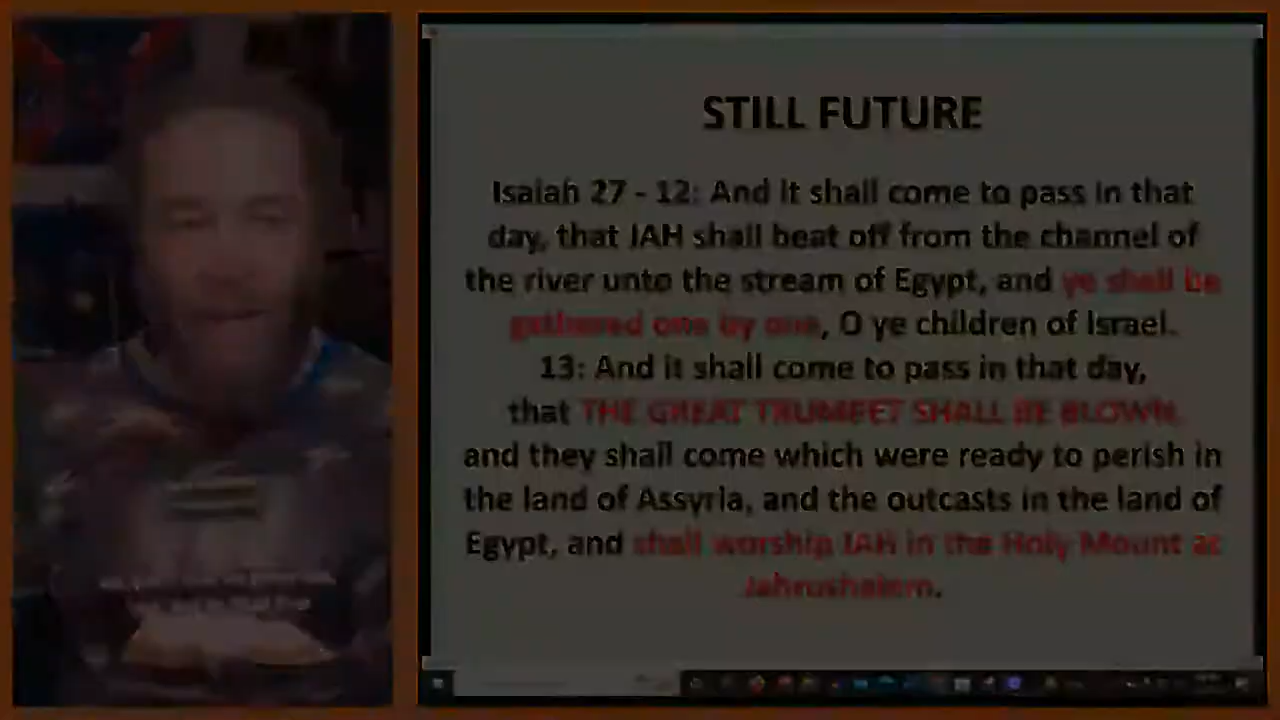 STILL FUTURE
Isaiah 27 - 12: And it shall come to pass in that
day, that JAH shall beat off from the channel of
the river unto the stream of Egypt, and ye shall be
gathered one by one, O ye children of Israel.
13: And it shall come to pass in that day,
that THE GREAT TRUMPET SHALL BE BLOWN,
and they shall come which were ready to perish in
the land of Assyria, and the outcasts in the land of
Egypt, and shall worship JAH in the Holy Mount at
Jahrushalem.